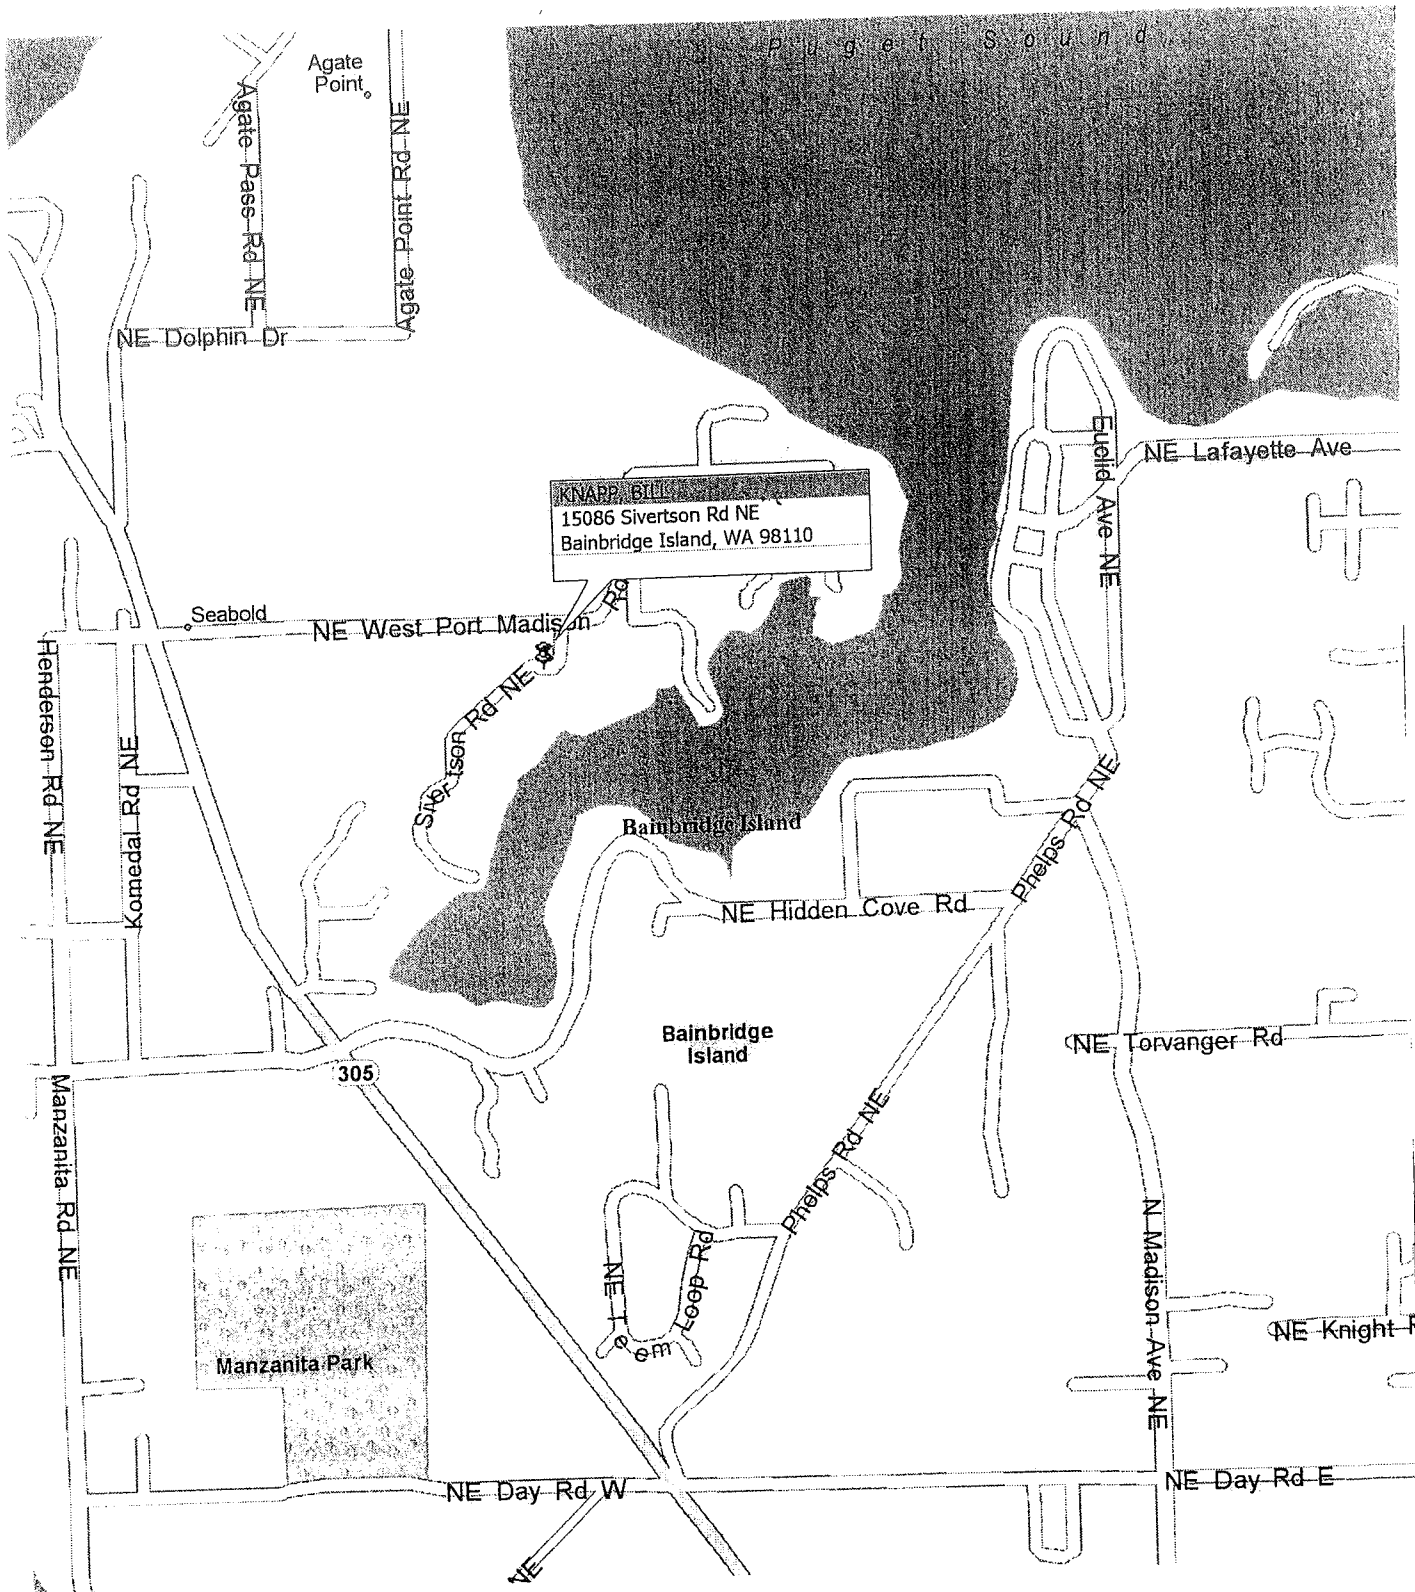 Puget Sound
Agate
Point
Agate Pass Rd NE
Agate Point Rd NE
NE Dolphin Dr
Euclid Ave NE
NE Lafayette Ave
KNAPP, BILL
15086 Sivertson Rd NE
Bainbridge Island, WA 98110
Seabold
NE West Port Madison Rd
Henderson Rd NE
Komedal Rd NE
Sivertson Rd NE
Bainbridge Island
Phelps Rd NE
NE Hidden Cove Rd
Bainbridge
Island
NE Torvanger Rd
305
Manzanita Rd NE
Phelps Rd NE
N Madison Ave NE
NE Loop Rd
NE Knight R
Manzanita Park
NE Day Rd W
NE Day Rd E
NE